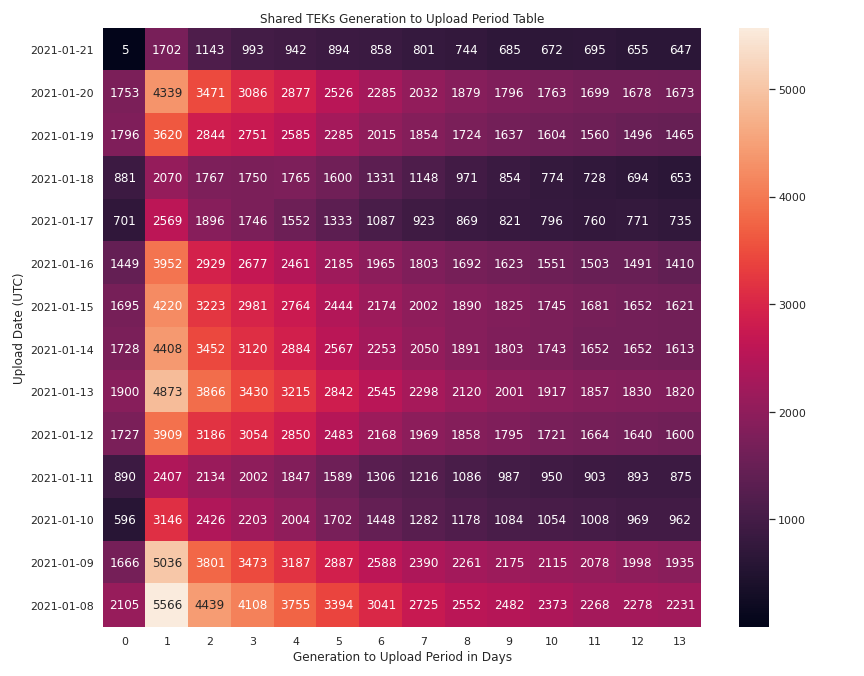 Shared TEKs Generation to Upload Period Table
2021-01-21 5 1702 1143 993 942 894 858 801 744 685 672 695 655 647
2021-01-20 1753 4339 3471 3086 2877 2526 2285 2032 1879 1796 1763 1699 1678 1673
2021-01-19 1796 3620 2844 2751 2585 2285 2015 1854 1724 1637 1604 1560 1496 1465
2021-01-18 881 2070 1767 1750 1765 1600 1331 1148 971 854 774 728 694 653
2021-01-17 701 2569 1896 1746 1552 1333 1087 923 869 821 796 760 771 735
2021-01-16 1449 3952 2929 2677 2461 2185 1965 1803 1692 1623 1551 1503 1491 1410
2021-01-15 1695 4220 3223 2981 2764 2444 2174 2002 1890 1825 1745 1681 1652 1621
2021-01-14 1728 4408 3452 3120 2884 2567 2253 2050 1891 1803 1743 1652 1652 1613
2021-01-13 1900 4873 3866 3430 3215 2842 2545 2298 2120 2001 1917 1857 1830 1820
2021-01-12 1727 3909 3186 3054 2850 2483 2168 1969 1858 1795 1721 1664 1640 1600
2021-01-11 890 2407 2134 2002 1847 1589 1306 1216 1086 987 950 903 893 875
2021-01-10 596 3146 2426 2203 2004 1702 1448 1282 1178 1084 1054 1008 969 962
2021-01-09 1666 5036 3801 3473 3187 2887 2588 2390 2261 2175 2115 2078 1998 1935
2021-01-08 2105 5566 4439 4108 3755 3394 3041 2725 2552 2482 2373 2268 2278 2231
0 1 2 3 4 5 6 7 8 9 10 11 12 13
Generation to Upload Period in Days
Upload Date (UTC)
5000
4000
3000
2000
1000